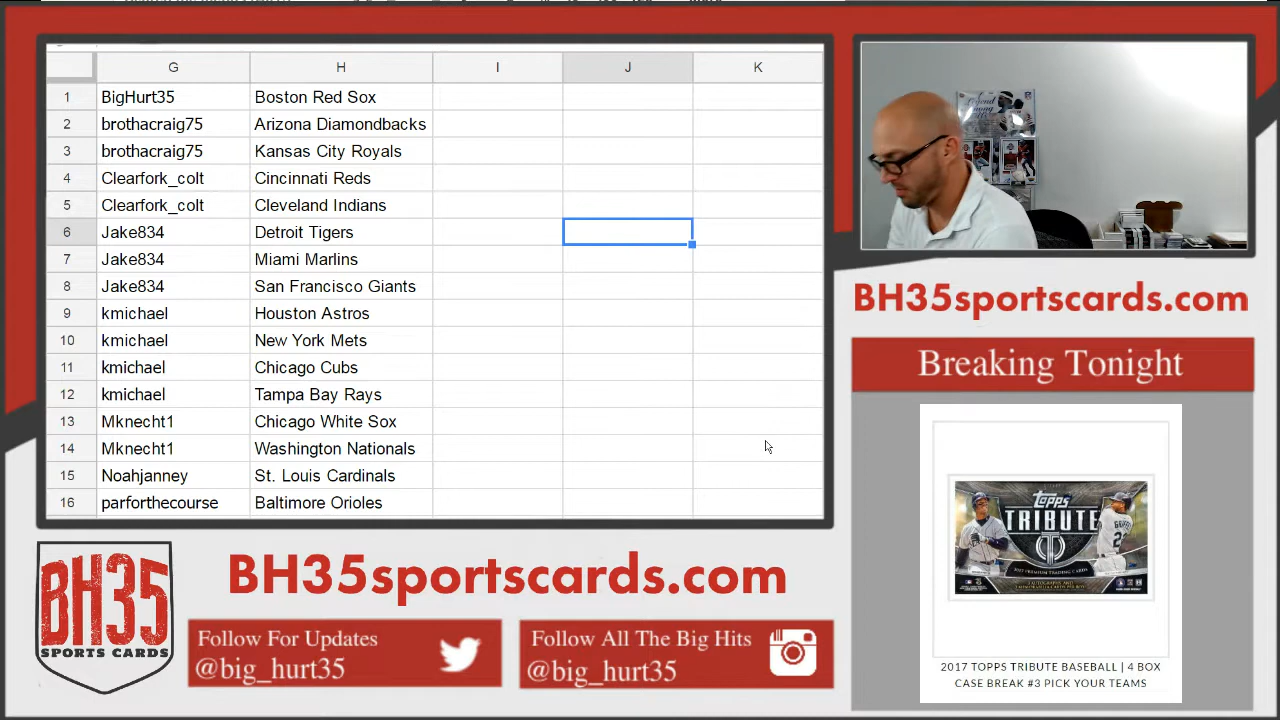 G H I J K
1 BigHurt35 Boston Red Sox
2 brothacraig75 Arizona Diamondbacks
3 brothacraig75 Kansas City Royals
4 Clearfork_colt Cincinnati Reds
5 Clearfork_colt Cleveland Indians
6 Jake834 Detroit Tigers
7 Jake834 Miami Marlins
8 Jake834 San Francisco Giants
9 kmichael Houston Astros
10 kmichael New York Mets
11 kmichael Chicago Cubs
12 kmichael Tampa Bay Rays
13 Mknecht1 Chicago White Sox
14 Mknecht1 Washington Nationals
15 Noahjanney St. Louis Cardinals
16 parforthecourse Baltimore Orioles
BH35sportscards.com
Breaking Tonight
Topps
TRIBUTE
2017 PREMIUM TRADING CARDS
2017 TOPPS TRIBUTE BASEBALL | 4 BOX
CASE BREAK #3 PICK YOUR TEAMS
BH35
SPORTS CARDS
BH35sportscards.com
Follow For Updates
@big_hurt35
Follow All The Big Hits
@big_hurt35